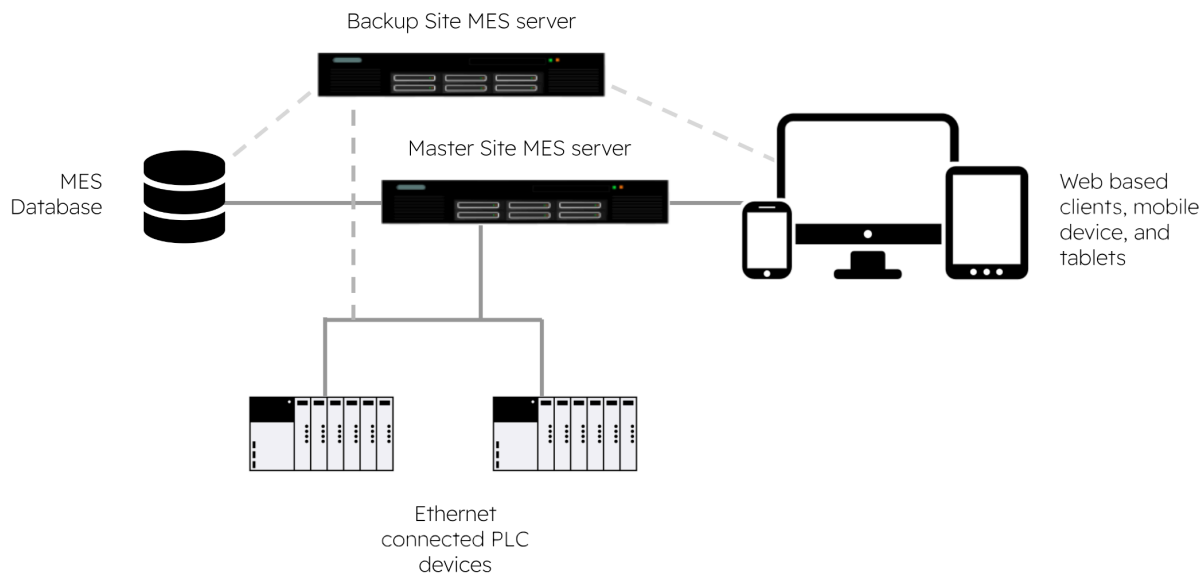 Backup Site MES server
Master Site MES server
MES
Database
Web based
clients, mobile
device, and
tablets
Ethernet
connected PLC
devices